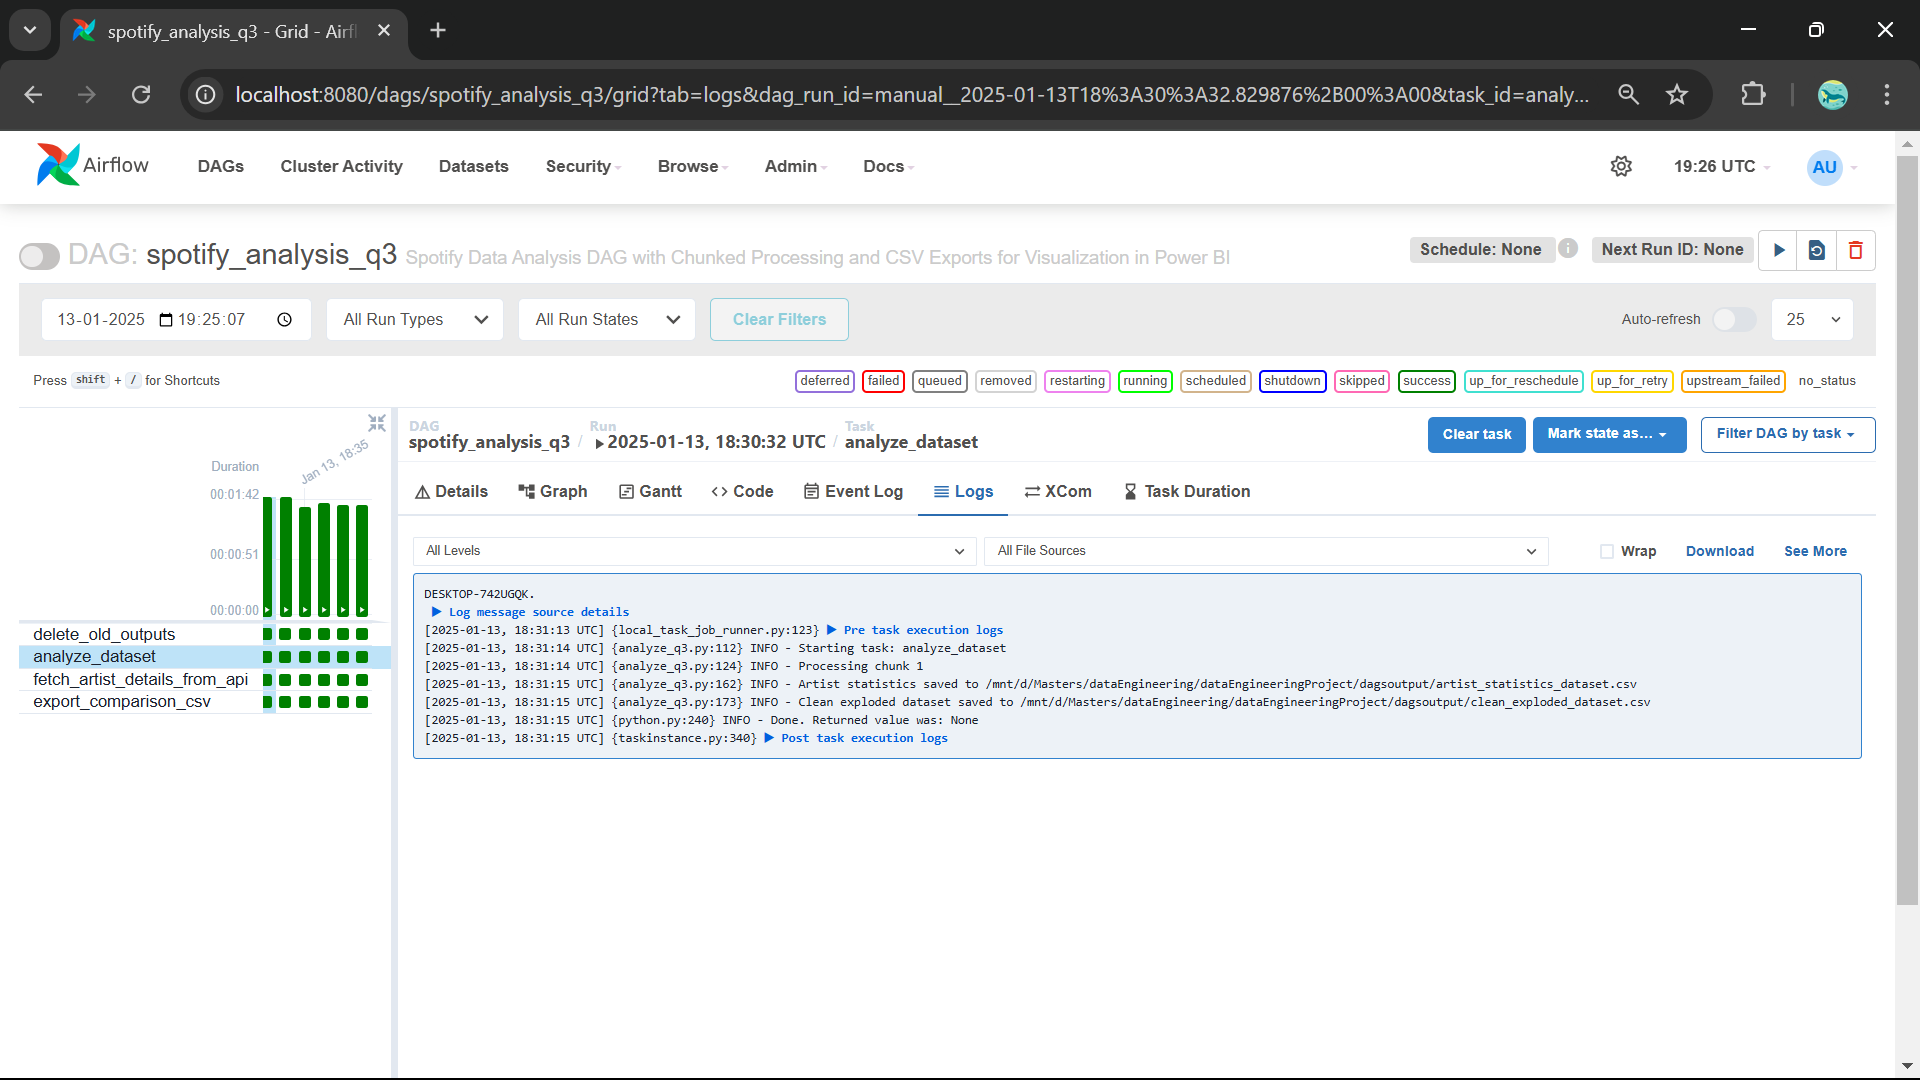 spotify_analysis_q3 - Grid - Airf
localhost:8080/dags/spotify_analysis_q3/grid?tab=logs&dag_run_id=manual__2025-01-13T18%3A30%3A32.829876%2B00%3A00&task_id=analy...
Airflow DAGs Cluster Activity Datasets Security Browse Admin Docs 19:26 UTC AU
DAG: spotify_analysis_q3 Spotify Data Analysis DAG with Chunked Processing and CSV Exports for Visualization in Power BI Schedule: None Next Run ID: None
13-01-2025 19:25:07 All Run Types All Run States Clear Filters Auto-refresh 25
Press shift + / for Shortcuts deferred failed queued removed restarting running scheduled shutdown skipped success up_for_reschedule up_for_retry upstream_failed no_status
DAG Run Task
spotify_analysis_q3 / 2025-01-13, 18:30:32 UTC / analyze_dataset Clear task Mark state as... Filter DAG by task
Jan 13, 18:35
Duration
00:01:42
00:00:51
00:00:00
delete_old_outputs
analyze_dataset
fetch_artist_details_from_api
export_comparison_csv
Details Graph Gantt Code Event Log Logs XCom Task Duration
All Levels All File Sources Wrap Download See More
DESKTOP-742UGQK.
▶ Log message source details
[2025-01-13, 18:31:13 UTC] {local_task_job_runner.py:123} ▶ Pre task execution logs
[2025-01-13, 18:31:14 UTC] {analyze_q3.py:112} INFO - Starting task: analyze_dataset
[2025-01-13, 18:31:14 UTC] {analyze_q3.py:124} INFO - Processing chunk 1
[2025-01-13, 18:31:15 UTC] {analyze_q3.py:162} INFO - Artist statistics saved to /mnt/d/Masters/dataEngineering/dataEngineeringProject/dagsoutput/artist_statistics_dataset.csv
[2025-01-13, 18:31:15 UTC] {analyze_q3.py:173} INFO - Clean exploded dataset saved to /mnt/d/Masters/dataEngineering/dataEngineeringProject/dagsoutput/clean_exploded_dataset.csv
[2025-01-13, 18:31:15 UTC] {python.py:240} INFO - Done. Returned value was: None
[2025-01-13, 18:31:15 UTC] {taskinstance.py:340} ▶ Post task execution logs